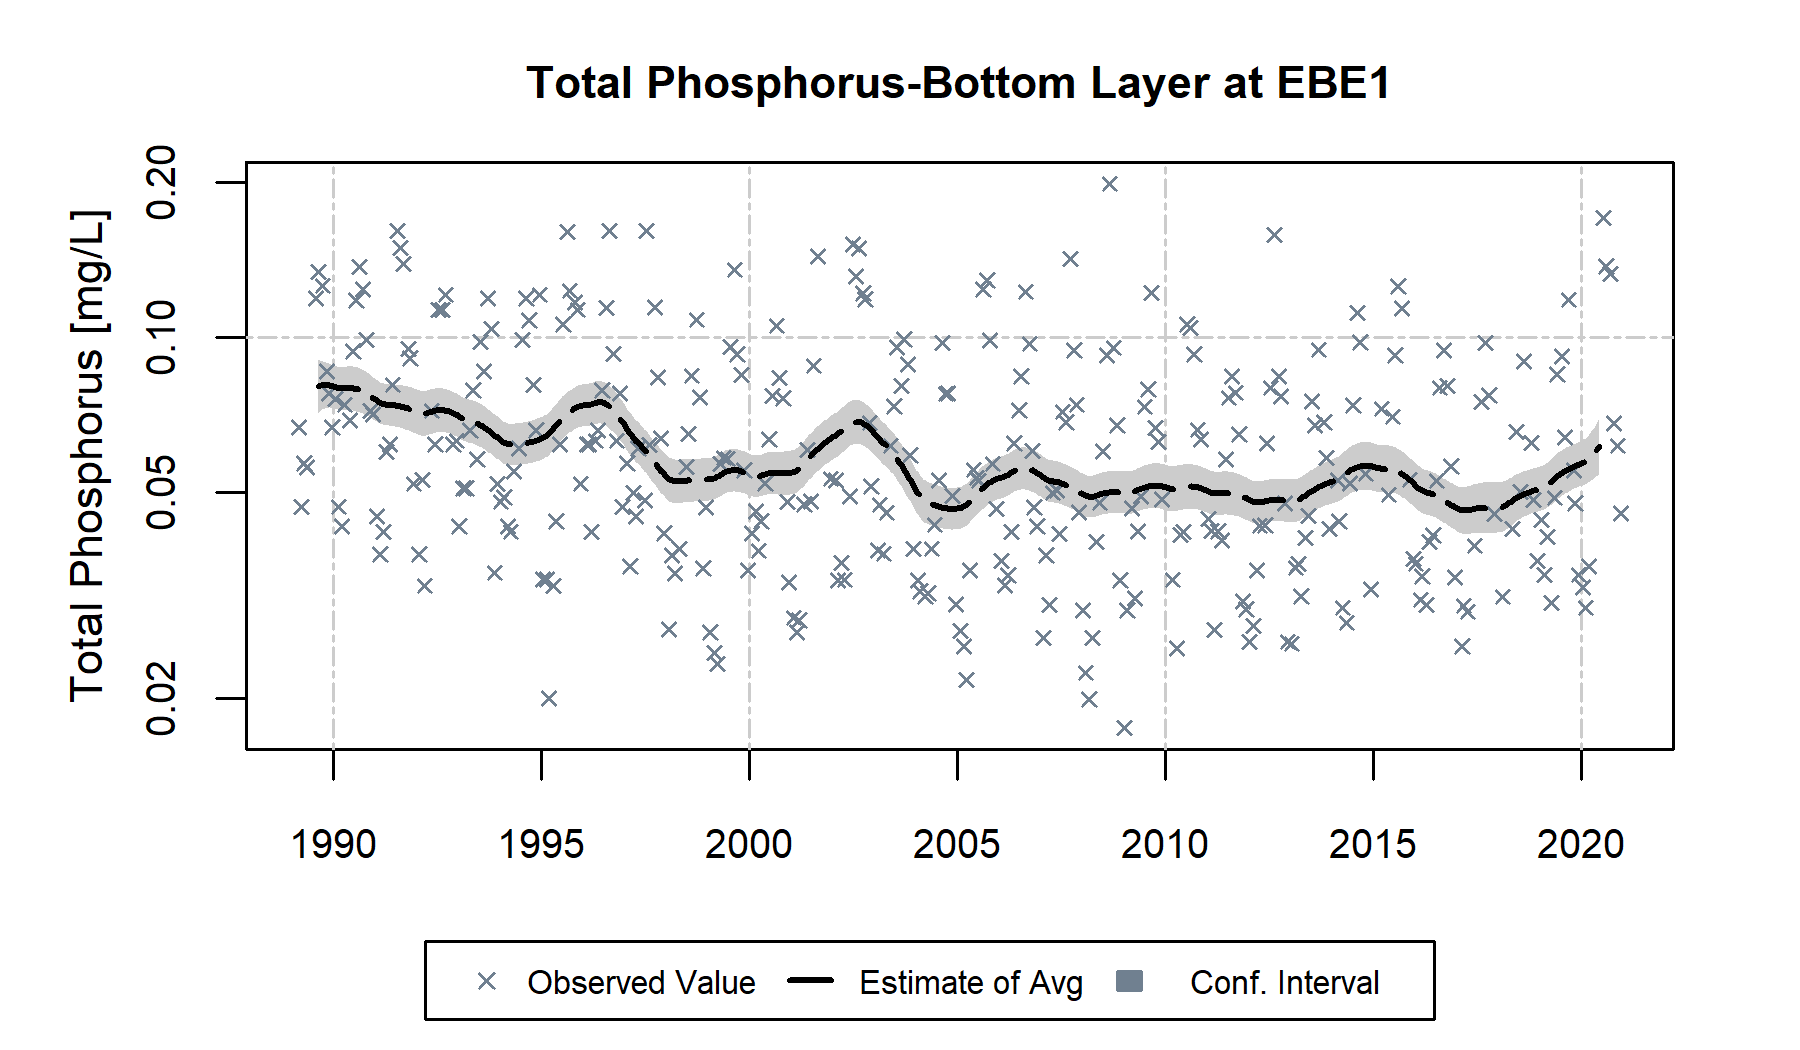 Total Phosphorus-Bottom Layer at EBE1
Total Phosphorus [mg/L]
0.20
0.10
0.05
0.02
1990 1995 2000 2005 2010 2015 2020
Observed Value Estimate of Avg Conf. Interval